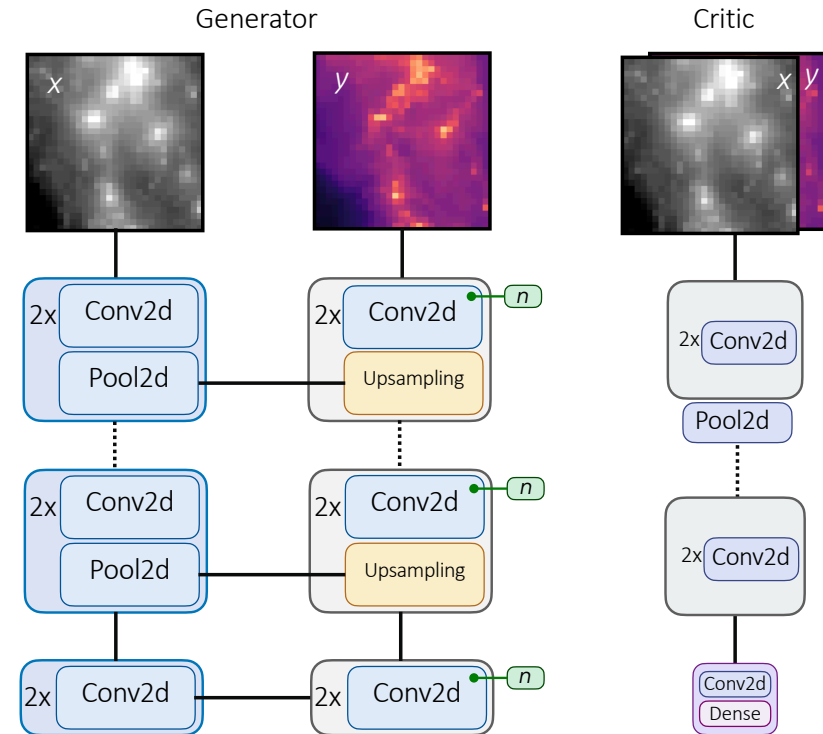 Generator
Critic
x
y
x
y
2x
Conv2d
Pool2d
2x
Conv2d
n
Upsampling
2x
Conv2d
Pool2d
2x
Conv2d
n
Upsampling
2x
Conv2d
2x
Conv2d
n
2x
Conv2d
Pool2d
2x
Conv2d
Conv2d
Dense